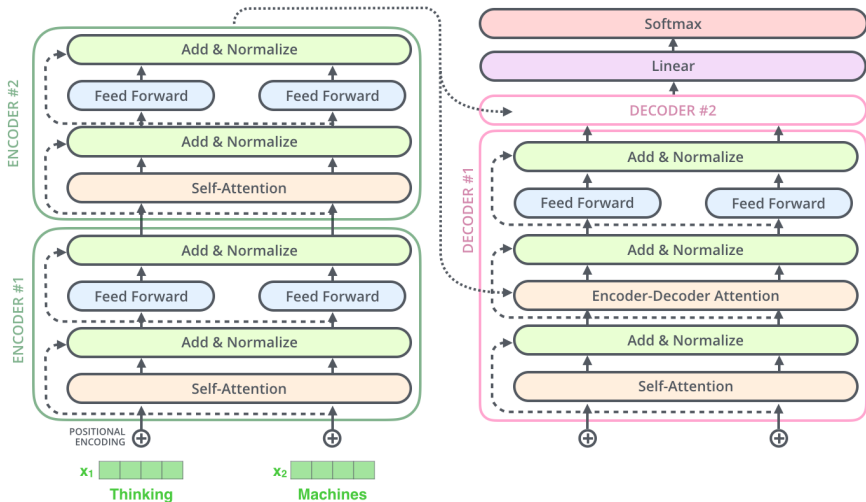 ENCODER #2
Add & Normalize
Feed Forward
Feed Forward
Add & Normalize
Self-Attention
ENCODER #1
Add & Normalize
Feed Forward
Feed Forward
Add & Normalize
Self-Attention
POSITIONAL
ENCODING
x1
x2
Thinking
Machines
Softmax
Linear
DECODER #2
DECODER #1
Add & Normalize
Feed Forward
Feed Forward
Add & Normalize
Encoder-Decoder Attention
Add & Normalize
Self-Attention